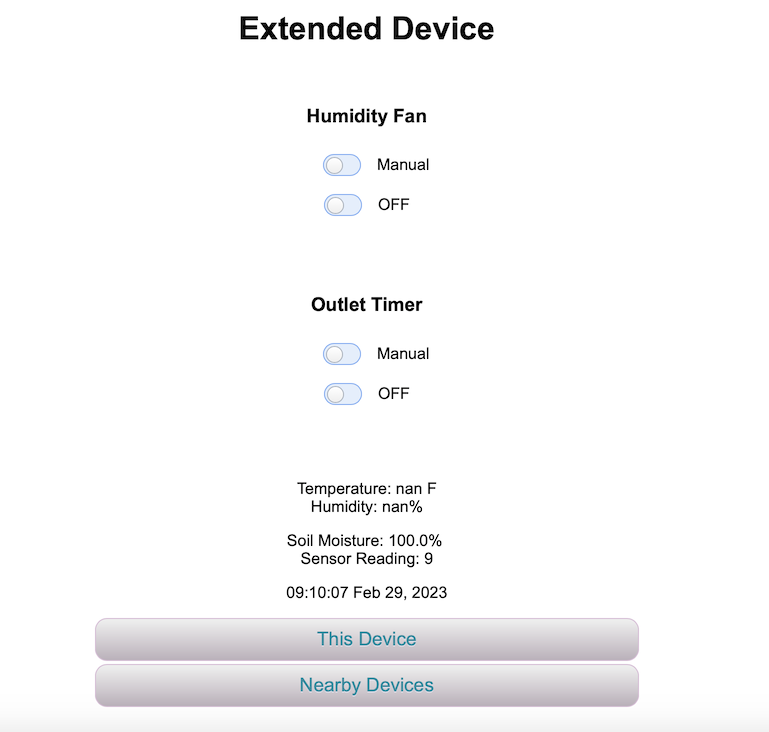 Extended Device
Humidity Fan
Manual
OFF
Outlet Timer
Manual
OFF
Temperature: nan F
Humidity: nan%
Soil Moisture: 100.0%
Sensor Reading: 9
09:10:07 Feb 29, 2023
This Device
Nearby Devices